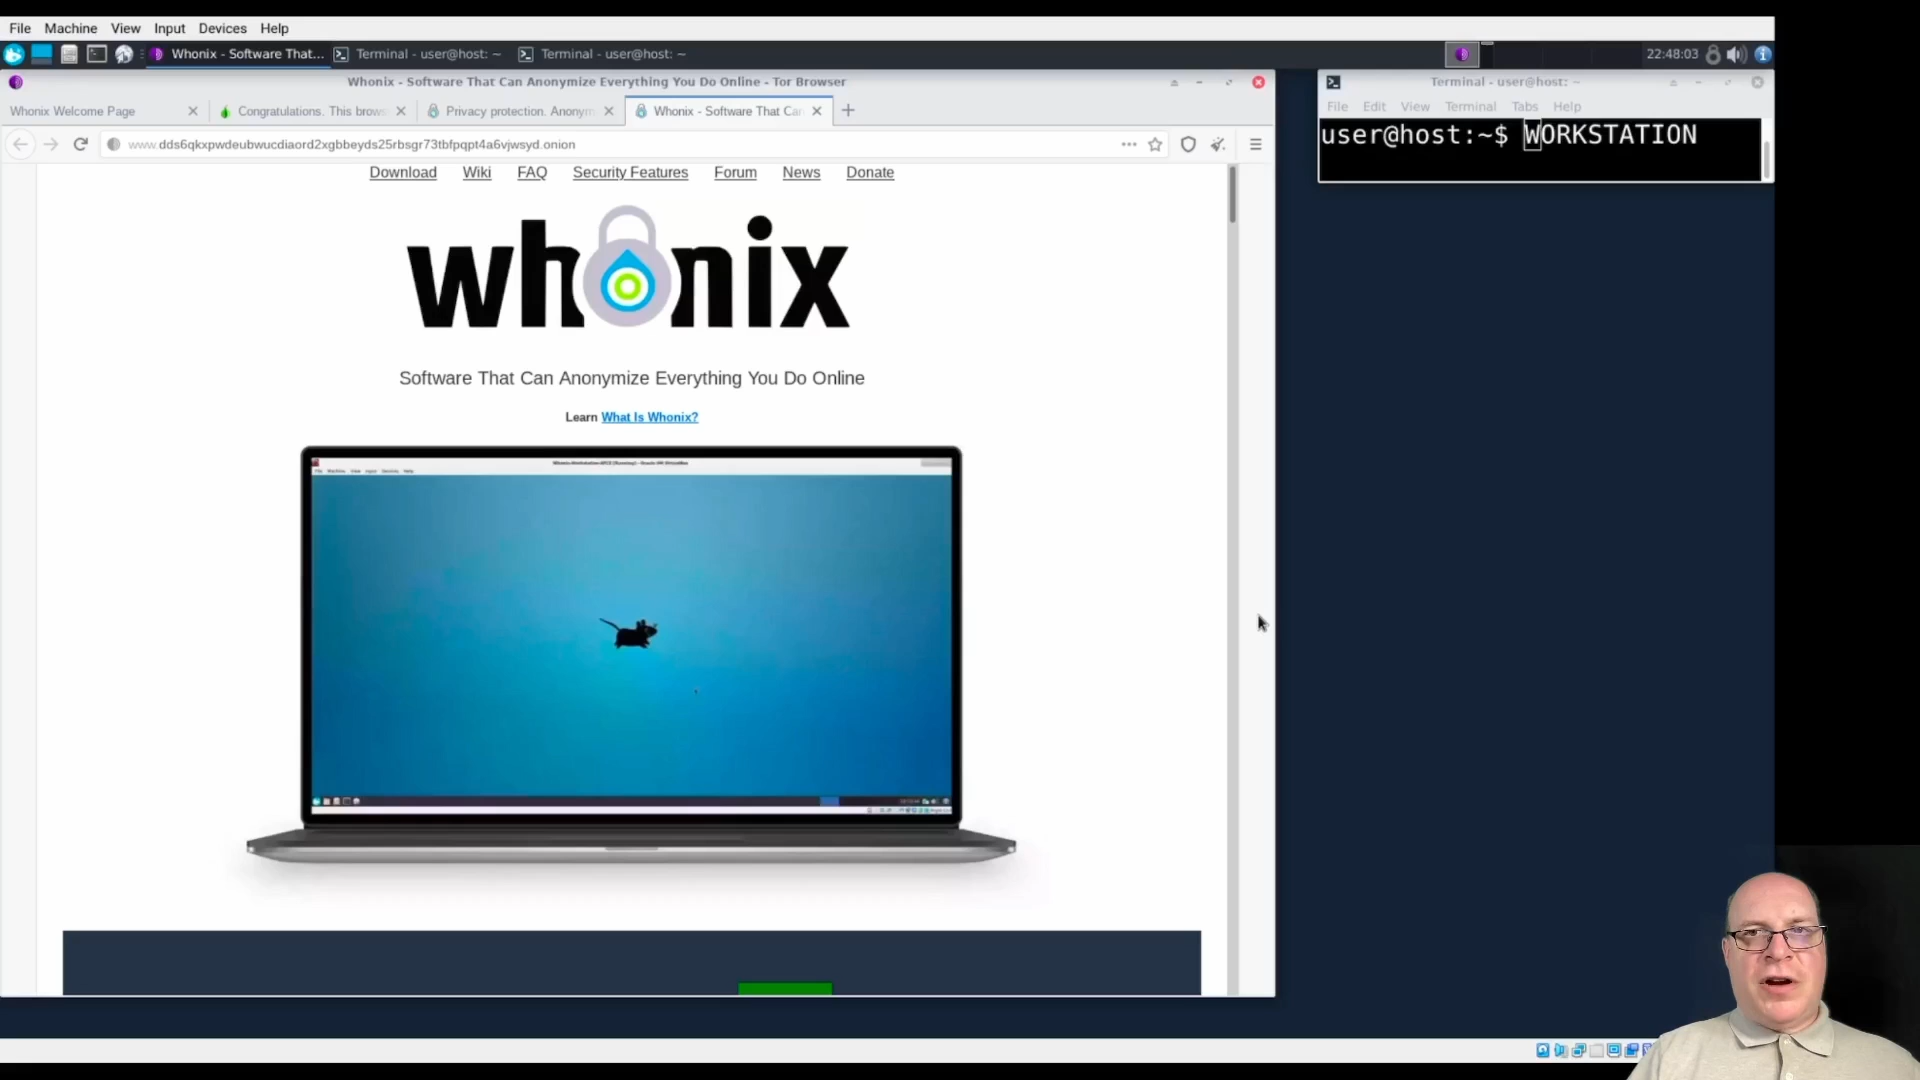 File Machine View Input Devices Help
Whonix - Software That... Terminal - user@host: ~ Terminal - user@host: ~ 22:48:03
Whonix - Software That Can Anonymize Everything You Do Online - Tor Browser
Whonix Welcome Page Congratulations. This brows Privacy protection. Anonym Whonix - Software That Ca
www.dds6qkxpwdeubwucdiaord2xgbbeyds25rbsgr73tbfpqpt4a6vjwsyd.onion
Download Wiki FAQ Security Features Forum News Donate
whonix
Software That Can Anonymize Everything You Do Online
Learn What Is Whonix?
Terminal - user@host: ~
File Edit View Terminal Tabs Help
user@host:~$ WORKSTATION